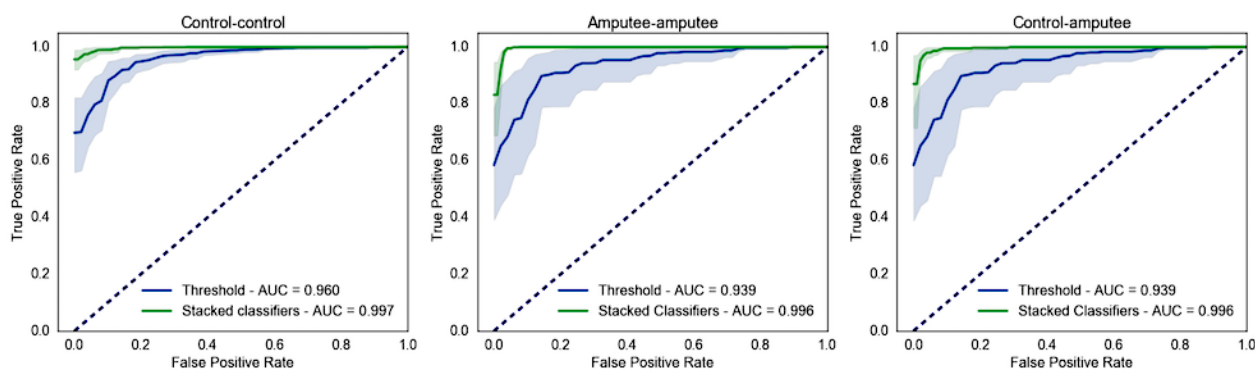 Control-control
1.0
0.8
0.6
0.4
0.2
0.0
True Positive Rate
Threshold - AUC = 0.960
Stacked classifiers - AUC = 0.997
0.0 0.2 0.4 0.6 0.8 1.0
False Positive Rate
Amputee-amputee
1.0
0.8
0.6
0.4
0.2
0.0
True Positive Rate
Threshold - AUC = 0.939
Stacked Classifiers - AUC = 0.996
0.0 0.2 0.4 0.6 0.8 1.0
False Positive Rate
Control-amputee
1.0
0.8
0.6
0.4
0.2
0.0
True Positive Rate
Threshold - AUC = 0.939
Stacked Classifiers - AUC = 0.996
0.0 0.2 0.4 0.6 0.8 1.0
False Positive Rate